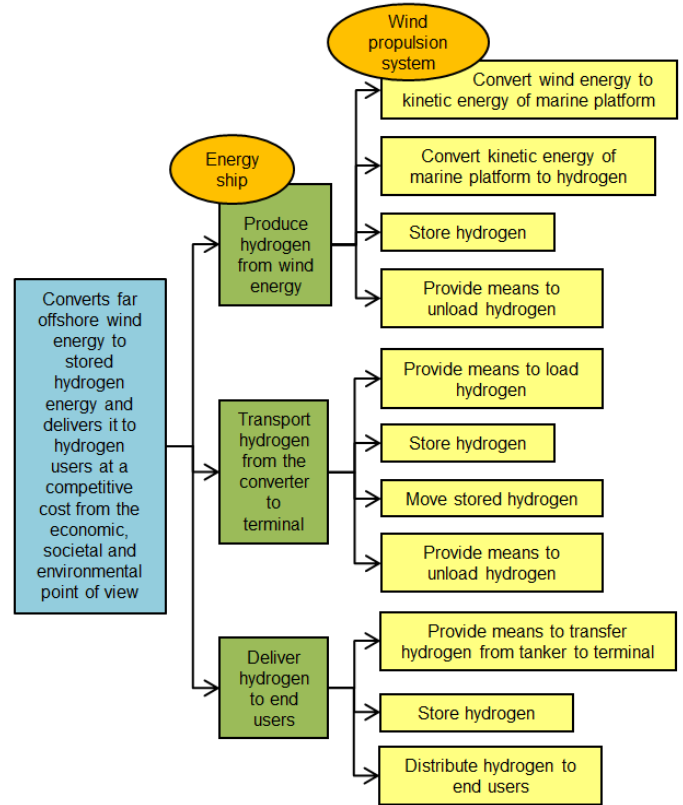 Wind
propulsion
system
Convert wind energy to
kinetic energy of marine platform
Energy
ship
Convert kinetic energy of
marine platform to hydrogen
Produce
hydrogen
from wind
energy
Store hydrogen
Provide means to
unload hydrogen
Converts far
offshore wind
energy to
stored
hydrogen
energy and
delivers it to
hydrogen
users at a
competitive
cost from the
economic,
societal and
environmental
point of view
Transport
hydrogen
from the
converter
to
terminal
Provide means to load
hydrogen
Store hydrogen
Move stored hydrogen
Provide means to
unload hydrogen
Deliver
hydrogen
to end
users
Provide means to transfer
hydrogen from tanker to terminal
Store hydrogen
Distribute hydrogen to
end users